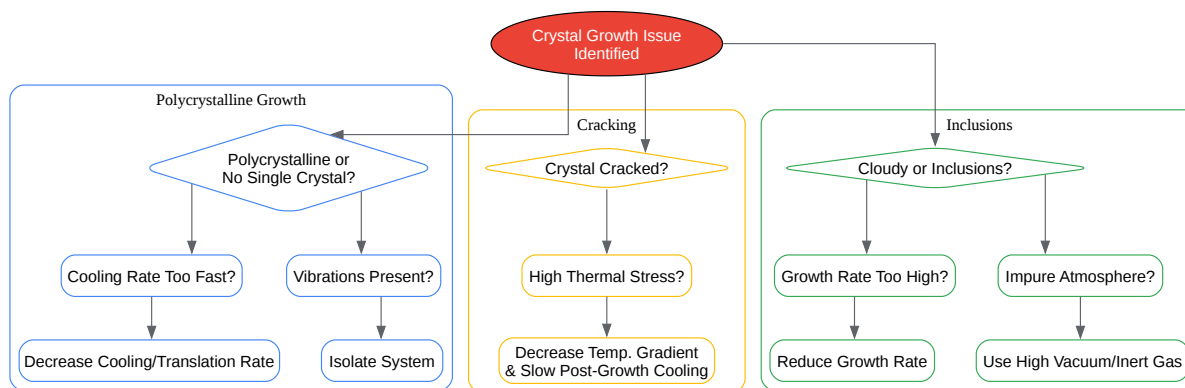 Crystal Growth Issue
Identified
Polycrystalline Growth
Cracking
Inclusions
Polycrystalline or
No Single Crystal?
Crystal Cracked?
Cloudy or Inclusions?
Cooling Rate Too Fast?
Vibrations Present?
High Thermal Stress?
Growth Rate Too High?
Impure Atmosphere?
Decrease Cooling/Translation Rate
Isolate System
Decrease Temp. Gradient
& Slow Post-Growth Cooling
Reduce Growth Rate
Use High Vacuum/Inert Gas